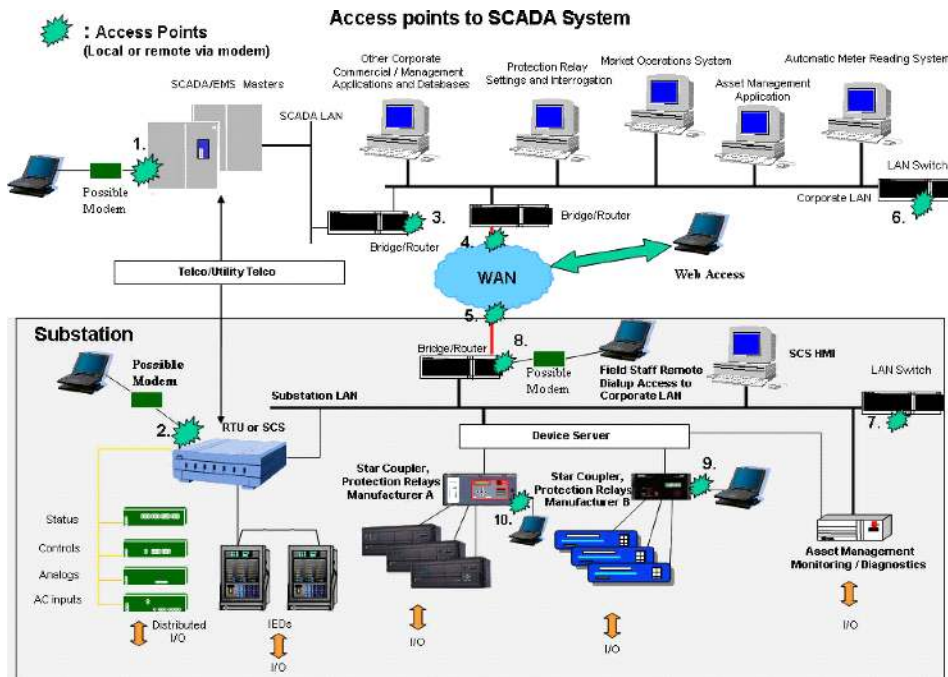 Access points to SCADA System
: Access Points
(Local or remote via modem)
SCADA/EMS Masters
SCADA LAN
Other Corporate
Commercial / Management
Applications and Databases
Protection Relay
Settings and Interrogation
Market Operations System
Asset Management
Application
Automatic Meter Reading System
1.
Possible
Modem
LAN Switch
Corporate LAN
6.
3.
Bridge/Router
Bridge/Router
4.
WAN
Web Access
Telco/Utility Telco
5.
Substation
Bridge/Router
8.
Possible
Modem
Field Staff Remote
Dialup Access to
Corporate LAN
SCS HMI
LAN Switch
7.
Possible
Modem
2.
RTU or SCS
Substation LAN
Device Server
Star Coupler,
Protection Relays
Manufacturer A
10.
Star Coupler,
Protection Relays
Manufacturer B
9.
Status
Controls
Analogs
AC inputs
Distributed
I/O
IEDs
I/O
I/O
I/O
Asset Management
Monitoring / Diagnostics
I/O